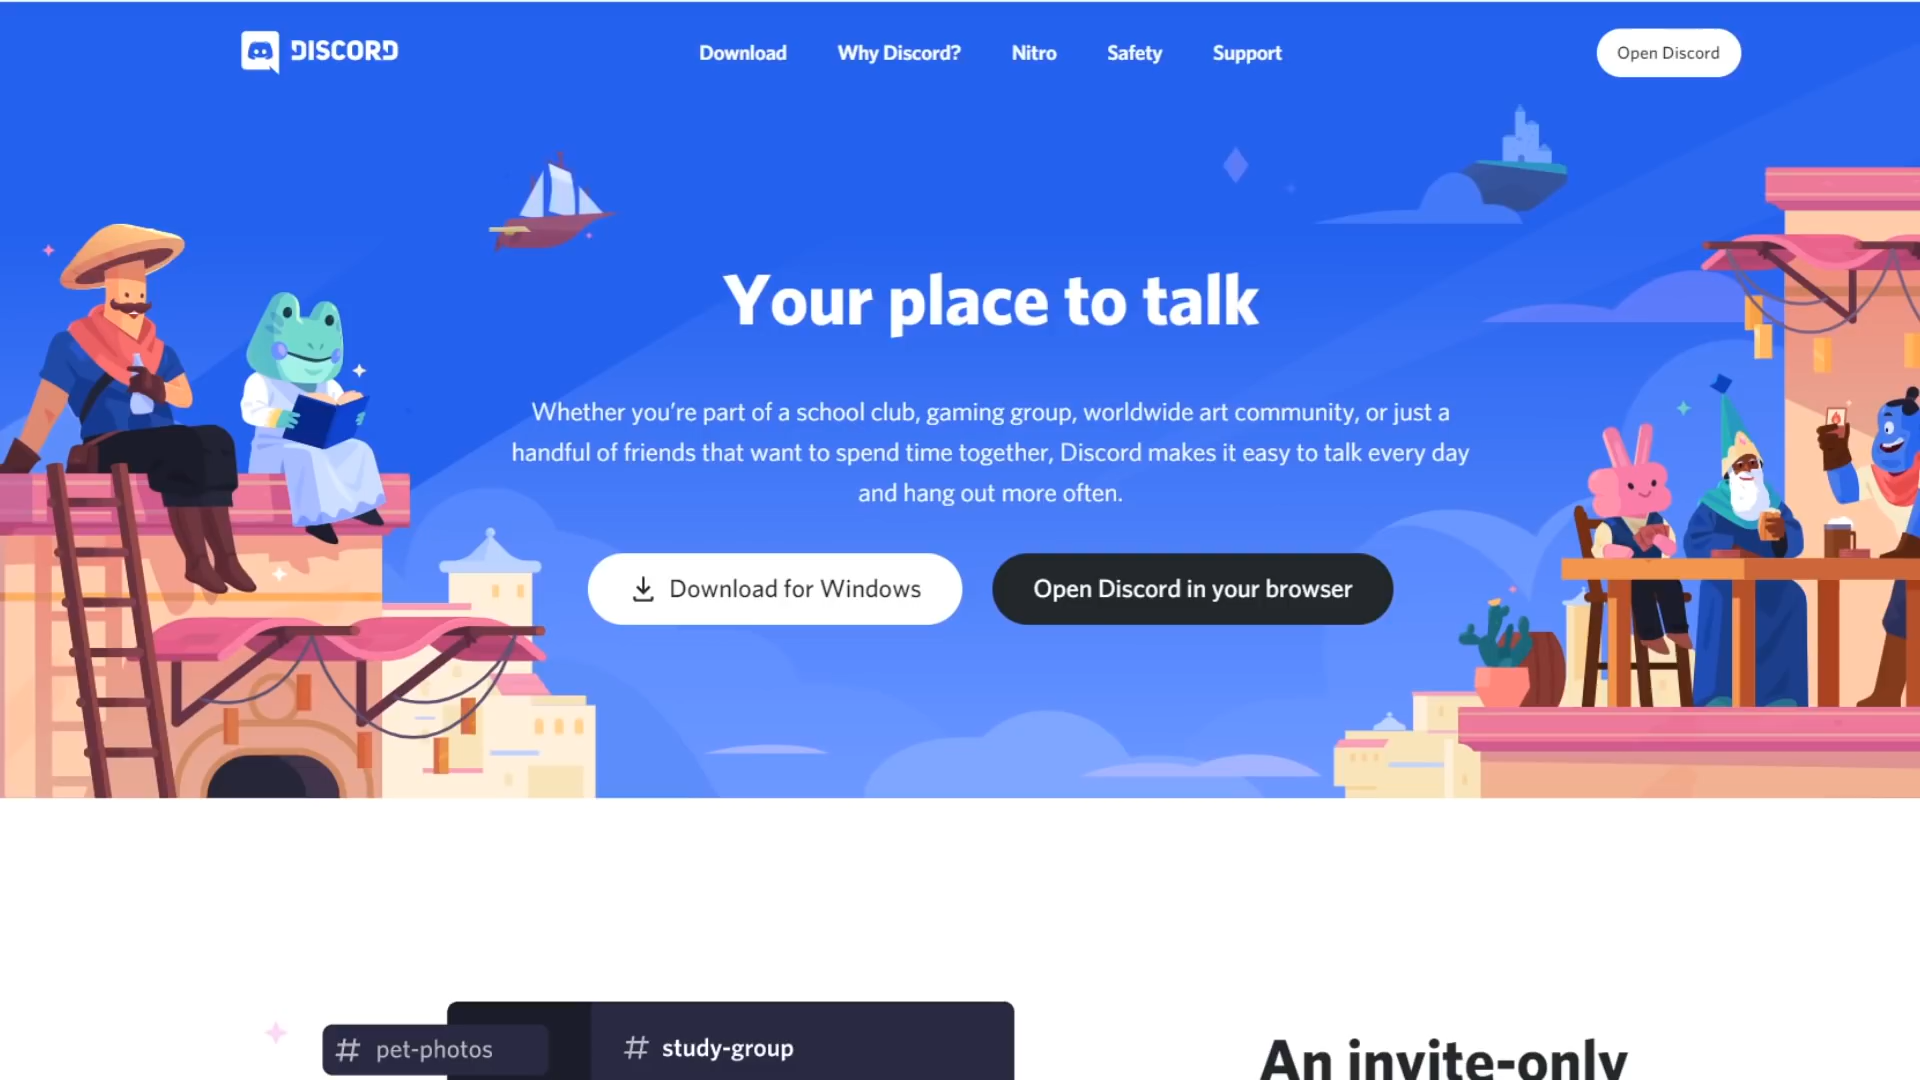 DISCORD
Download
Why Discord?
Nitro
Safety
Support
Open Discord
Your place to talk
Whether you’re part of a school club, gaming group, worldwide art community, or just a
handful of friends that want to spend time together, Discord makes it easy to talk every day
and hang out more often.
Download for Windows
Open Discord in your browser
# pet-photos
# study-group
An invite-only